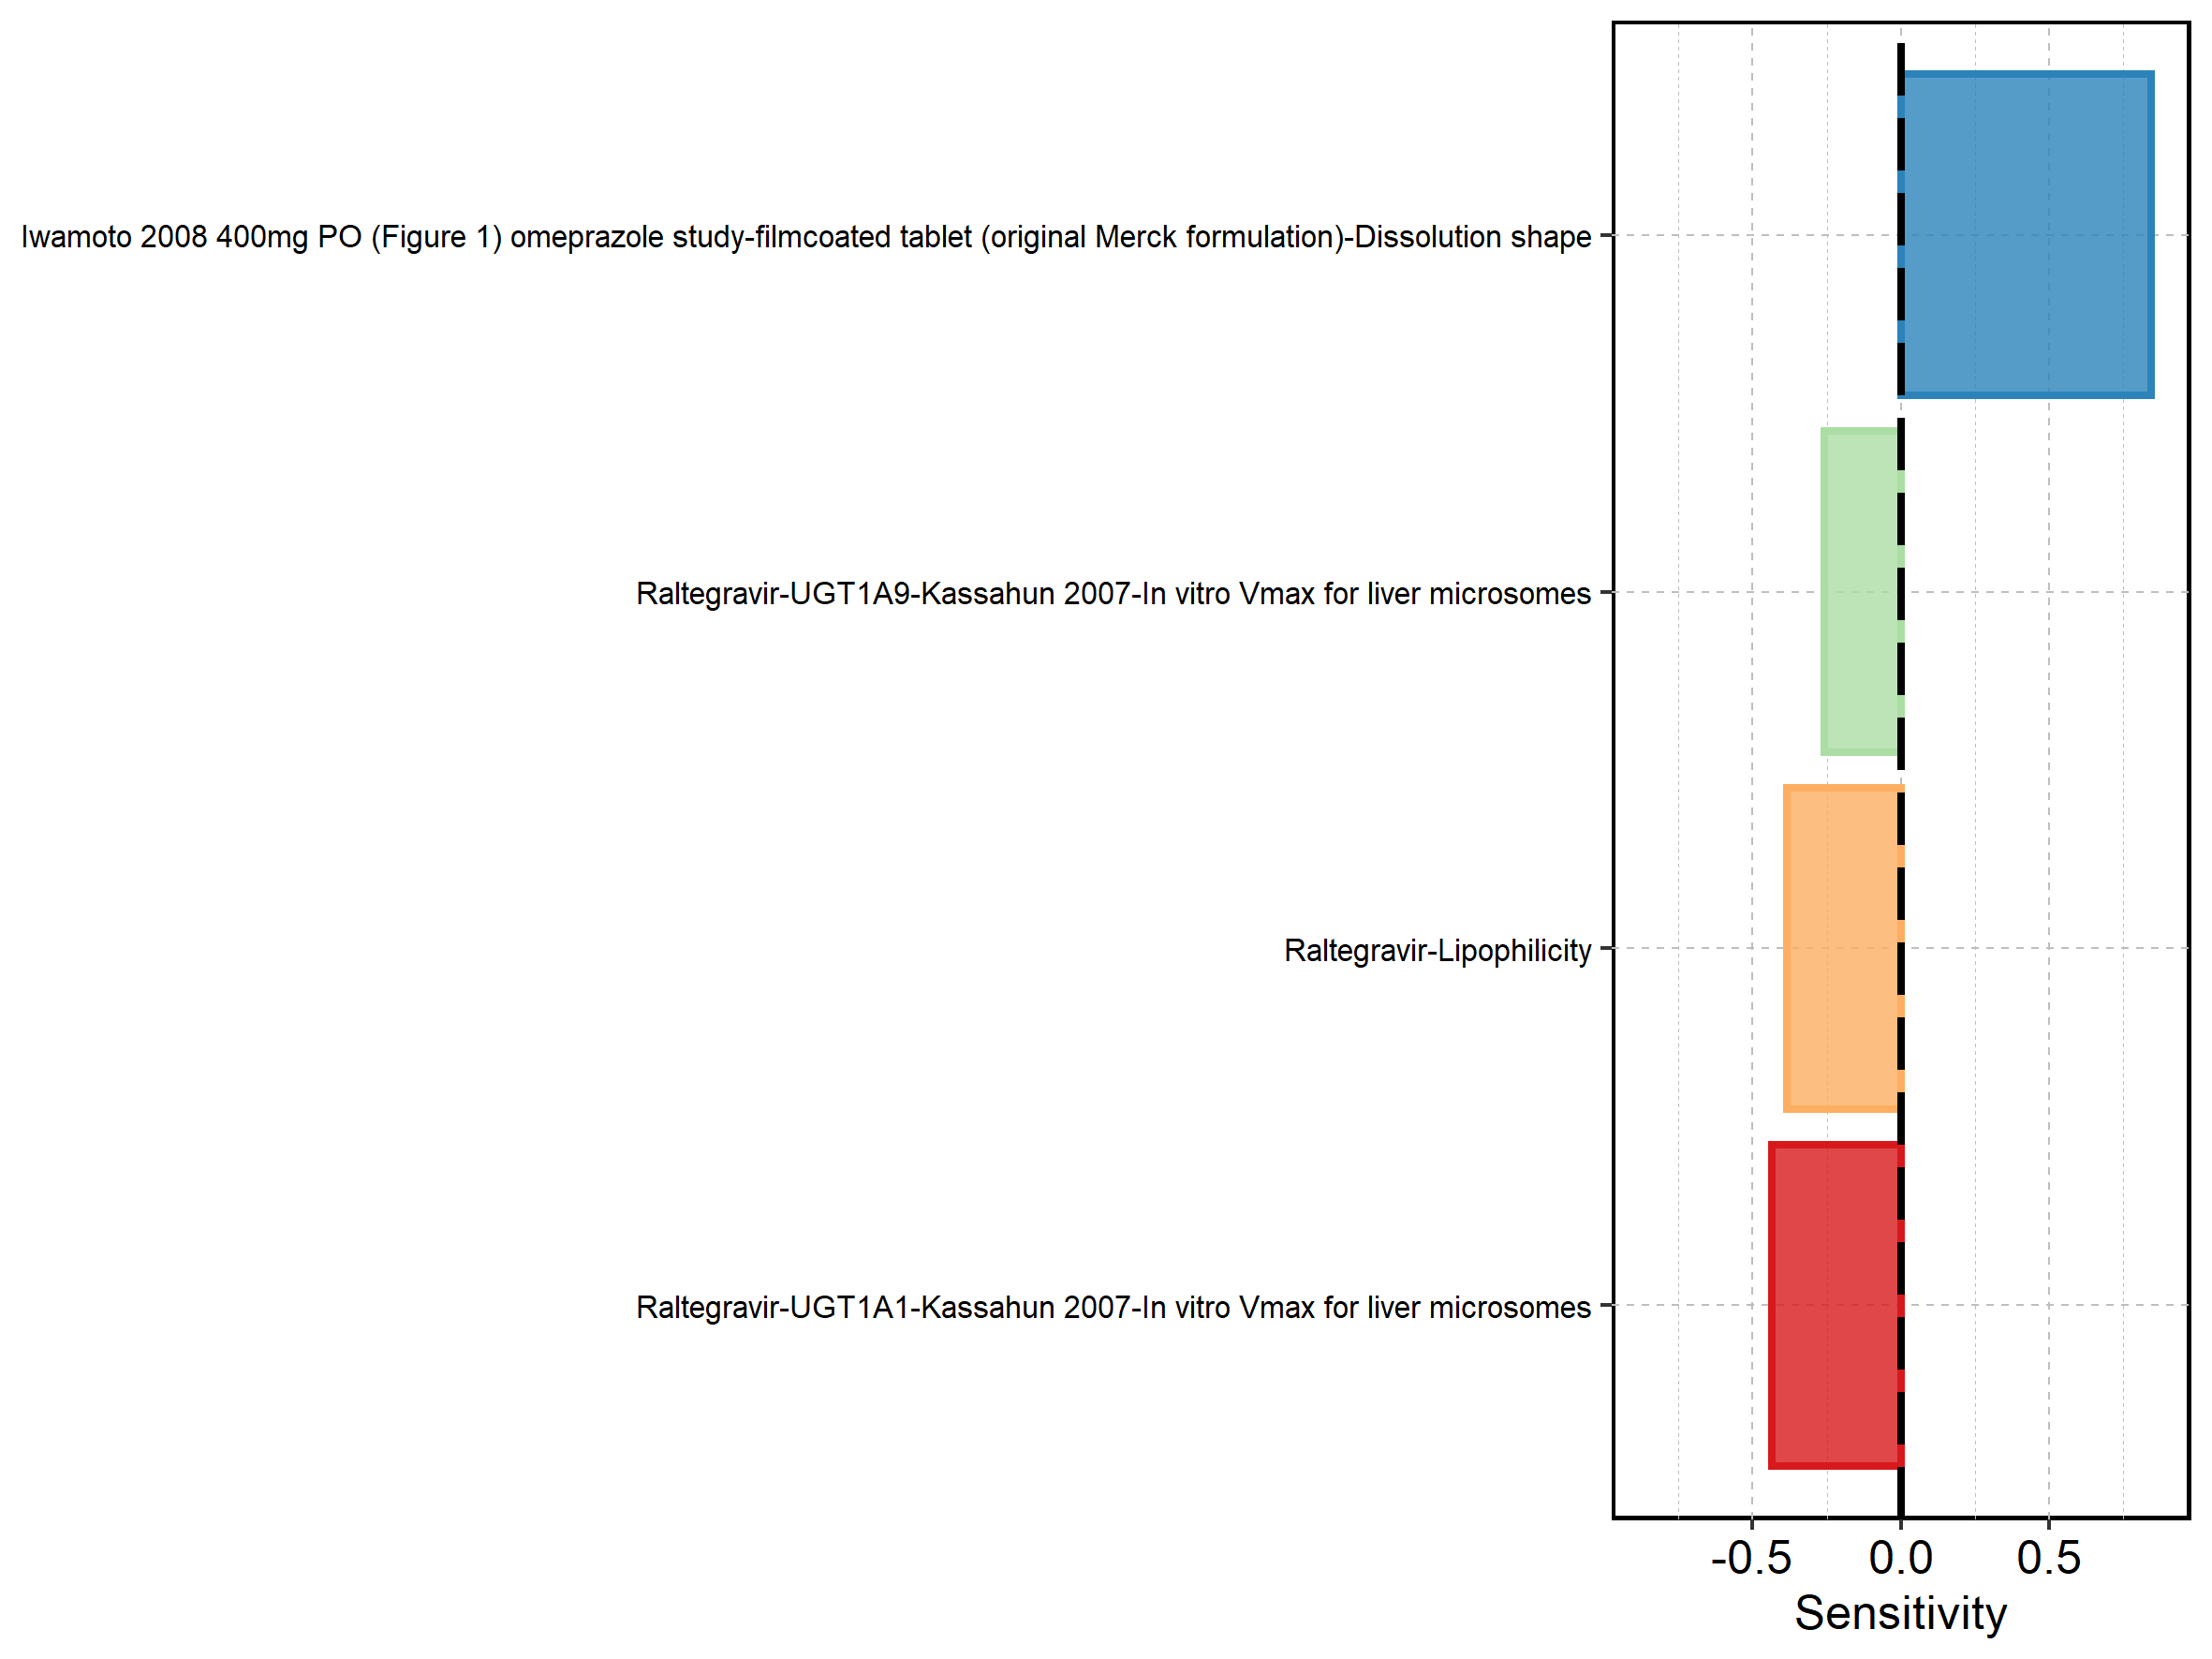 Iwamoto 2008 400mg PO (Figure 1) omeprazole study-filmcoated tablet (original Merck formulation)-Dissolution shape
Raltegravir-UGT1A9-Kassahun 2007-In vitro Vmax for liver microsomes
Raltegravir-Lipophilicity
Raltegravir-UGT1A1-Kassahun 2007-In vitro Vmax for liver microsomes
-0.5 0.0 0.5
Sensitivity